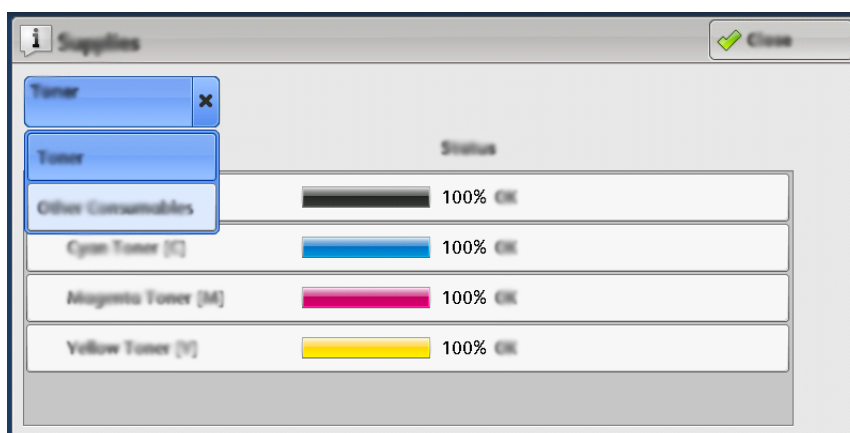 Supplies
Close
Toner
Toner
Status
Other Consumables
100% OK
Cyan Toner [C]
100% OK
Magenta Toner [M]
100% OK
Yellow Toner [Y]
100% OK